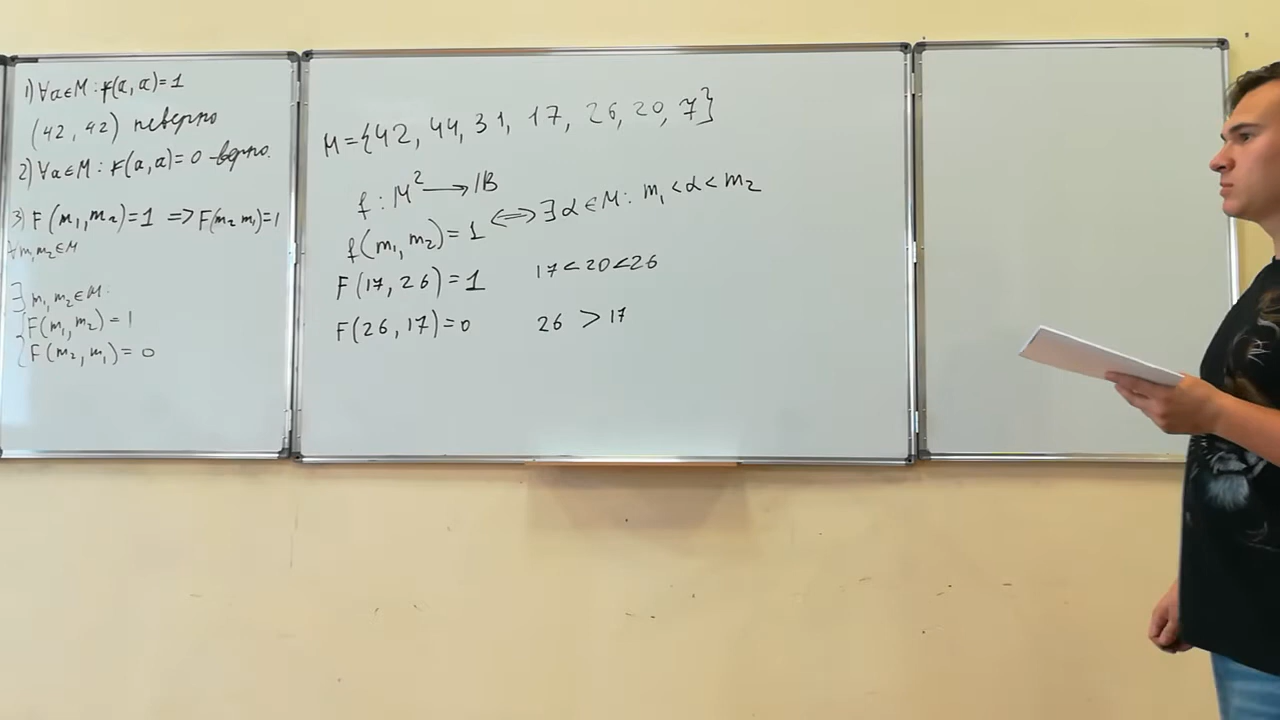 1) ∀a∈M : F(a, a) = 1
(42, 42) неверно
2) ∀a∈M : F(a, a) = 0 - верно.
3) F(m₁, m₂) = 1 => F(m₂ m₁) = 1
∀m₁m₂∈M
∃ m₁, m₂ ∈ M :
{ F(m₁, m₂) = 1
F(m₂, m₁) = 0
M = {42, 44, 31, 17, 26, 20, 7}
f : M² → B
f(m₁, m₂) = 1 <=> ∃ α ∈ M : m₁ < α < m₂
F(17, 26) = 1 17 < 20 < 26
F(26, 17) = 0 26 > 17